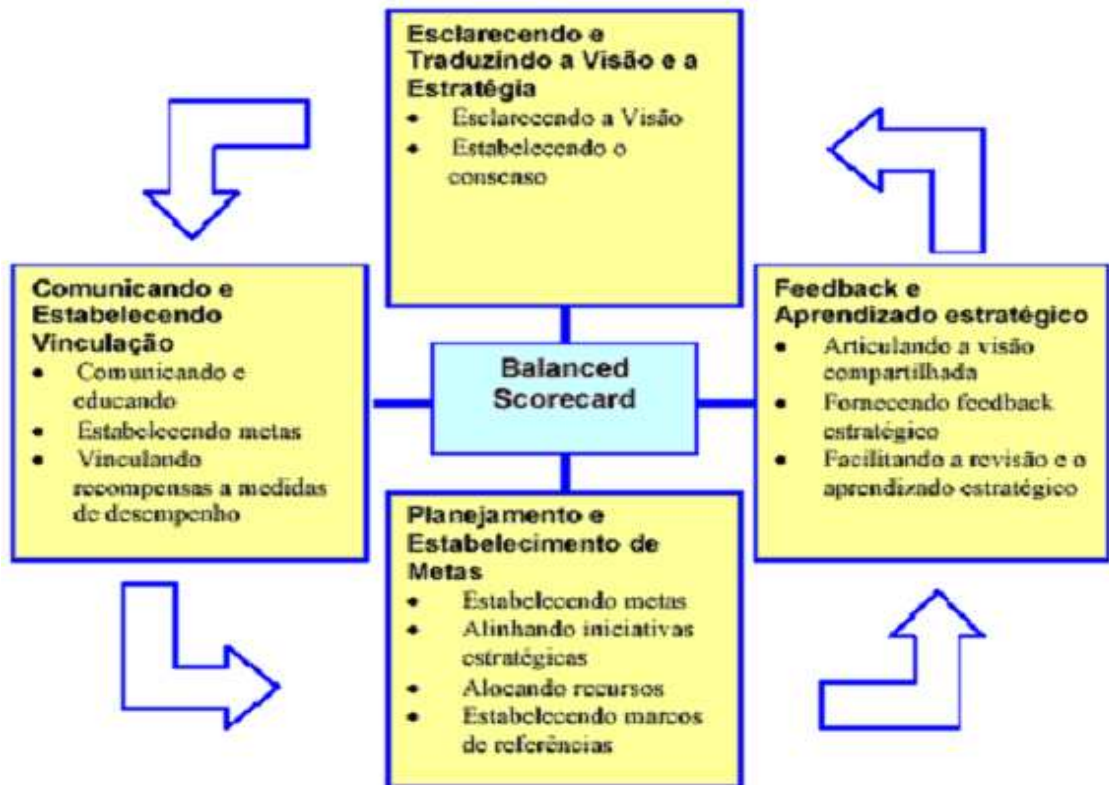 Esclarecendo e
Traduzindo a Visão e a
Estratégia
• Esclarecendo a Visão
• Estabelecendo o
consenso
Comunicando e
Estabelecendo
Vinculação
• Comunicando e
educando
• Estabelecendo metas
• Vinculando
recompensas a medidas
de desempenho
Balanced
Scorecard
Feedback e
Aprendizado estratégico
• Articulando a visão
compartilhada
• Fornecendo feedback
estratégico
• Facilitando a revisão e o
aprendizado estratégico
Planejamento e
Estabelecimento de
Metas
• Estabelecendo metas
• Alinhando iniciativas
estratégicas
• Alocando recursos
• Estabelecendo marcos
de referências